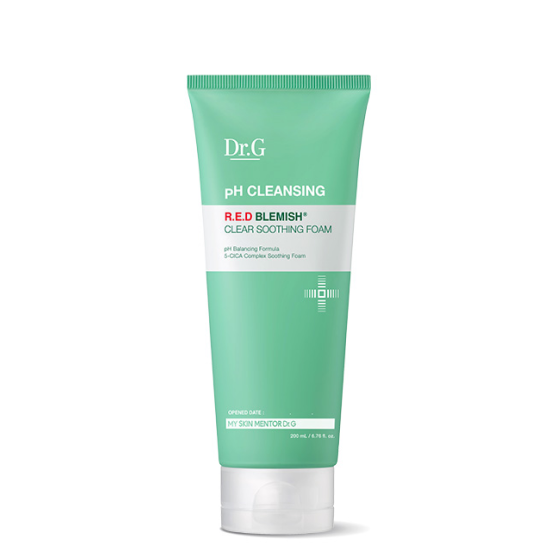 Dr.G
pH CLEANSING
R.E.D BLEMISH®
CLEAR SOOTHING FOAM
pH Balancing Formula
5-CICA Complex Soothing Foam
OPENED DATE :
MY SKIN MENTOR Dr.G
200 mL / 6.76 fl. oz.